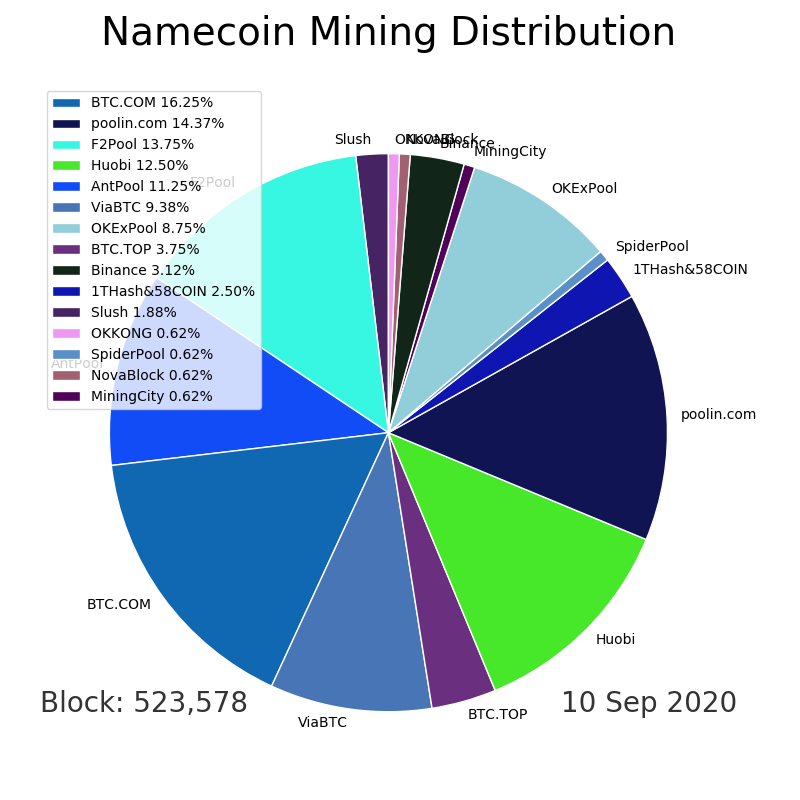 Namecoin Mining Distribution
BTC.COM 16.25%
poolin.com 14.37%
F2Pool 13.75%
Huobi 12.50%
AntPool 11.25%
ViaBTC 9.38%
OKExPool 8.75%
BTC.TOP 3.75%
Binance 3.12%
1THash&58COIN 2.50%
Slush 1.88%
OKKONG 0.62%
SpiderPool 0.62%
NovaBlock 0.62%
MiningCity 0.62%
Slush
OKKONG
NovaBlock
Binance
MiningCity
F2Pool
OKExPool
SpiderPool
1THash&58COIN
AntPool
poolin.com
BTC.COM
Huobi
ViaBTC
BTC.TOP
Block: 523,578
10 Sep 2020